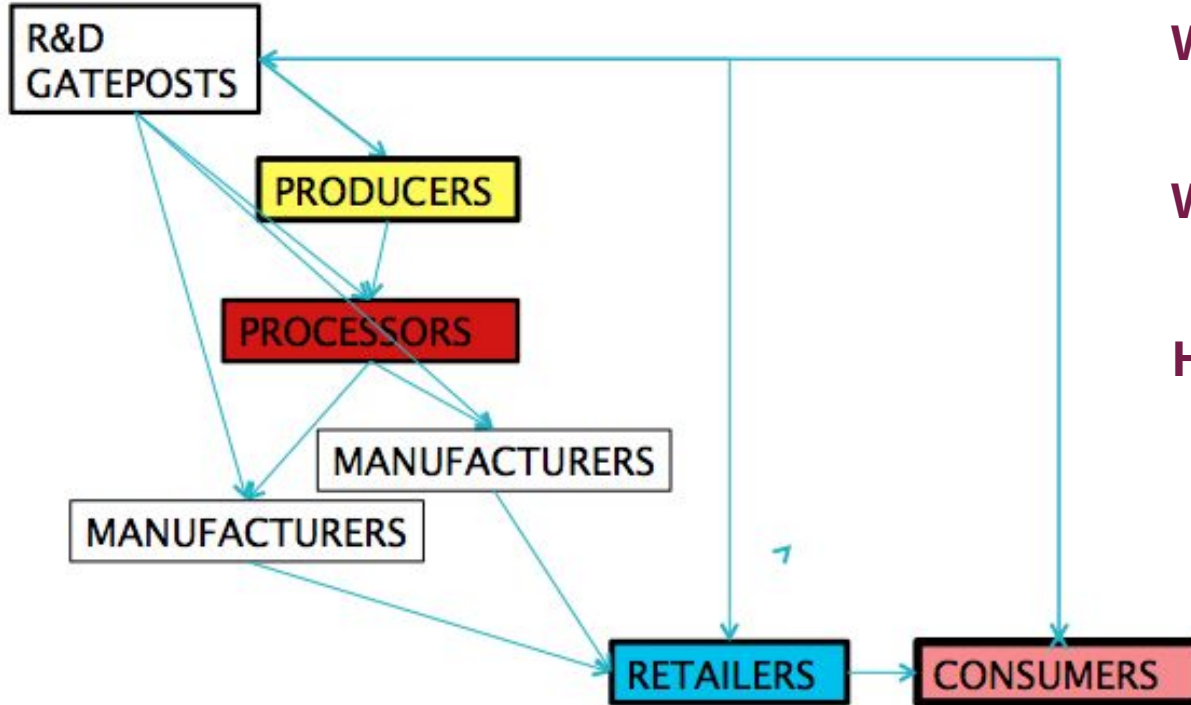 R&D
GATEPOSTS
W
PRODUCERS
W
PROCESSORS
H
MANUFACTURERS
MANUFACTURERS
RETAILERS
CONSUMERS